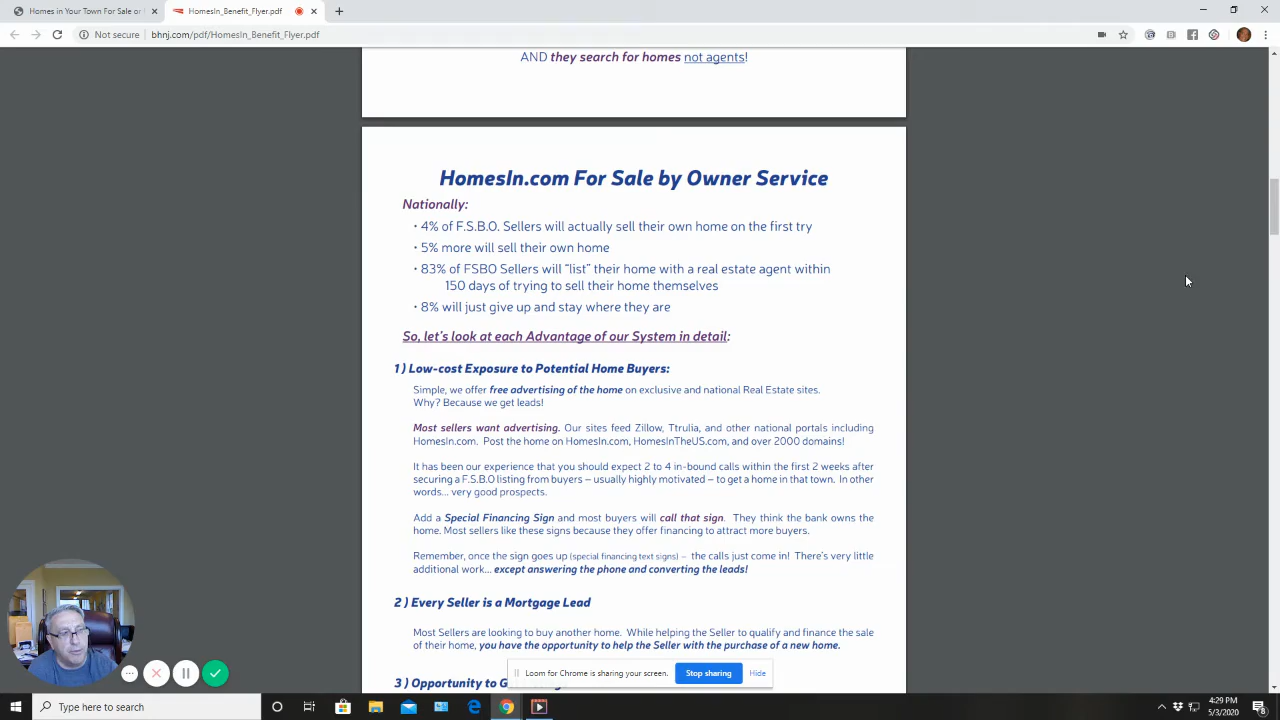 Homes in Your Town For Sale or
HomesIn_Benefit_Flyer.pdf
Not secure | bhnj.com/pdf/HomesIn_Benefit_Flyer.pdf
AND they search for homes not agents!
HomesIn.com For Sale by Owner Service
Nationally:
• 4% of F.S.B.O. Sellers will actually sell their own home on the first try
• 5% more will sell their own home
• 83% of FSBO Sellers will “list” their home with a real estate agent within
150 days of trying to sell their home themselves
• 8% will just give up and stay where they are
So, let's look at each Advantage of our System in detail:
1 ) Low-cost Exposure to Potential Home Buyers:
Simple, we offer free advertising of the home on exclusive and national Real Estate sites.
Why? Because we get leads!
Most sellers want advertising. Our sites feed Zillow, Ttrulia, and other national portals including
HomesIn.com. Post the home on HomesIn.com, HomesInTheUS.com, and over 2000 domains!
It has been our experience that you should expect 2 to 4 in-bound calls within the first 2 weeks after
securing a F.S.B.O listing from buyers – usually highly motivated – to get a home in that town. In other
words... very good prospects.
Add a Special Financing Sign and most buyers will call that sign. They think the bank owns the
home. Most sellers like these signs because they offer financing to attract more buyers.
Remember, once the sign goes up (special financing text signs) – the calls just come in! There's very little
additional work... except answering the phone and converting the leads!
2 ) Every Seller is a Mortgage Lead
Most Sellers are looking to buy another home. While helping the Seller to qualify and finance the sale
of their home, you have the opportunity to help the Seller with the purchase of a new home.
3 ) Opportunity to G
Loom for Chrome is sharing your screen.
Stop sharing
Hide
Type here to search
4:29 PM
5/3/2020
8